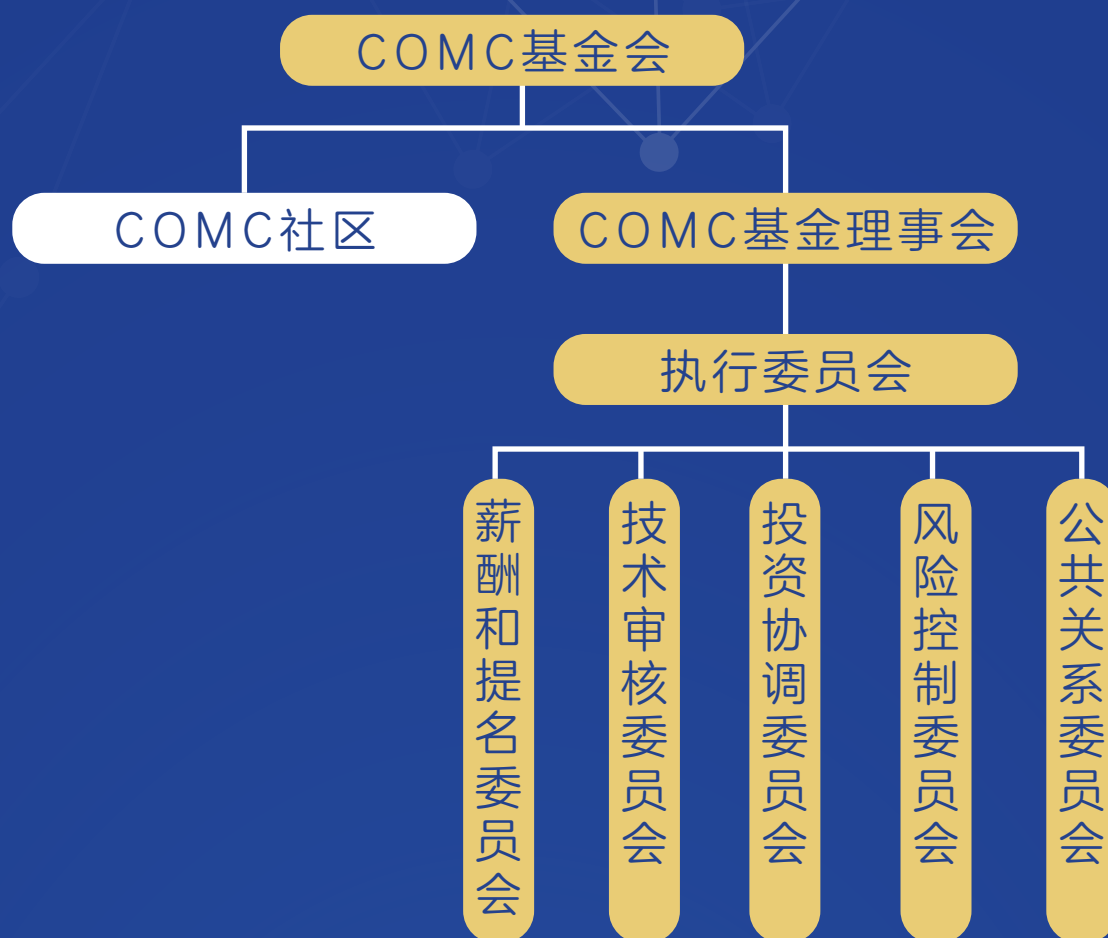 COMC基金会
COMC社区
COMC基金理事会
执行委员会
薪酬和提名委员会
技术审核委员会
投资协调委员会
风险控制委员会
公共关系委员会